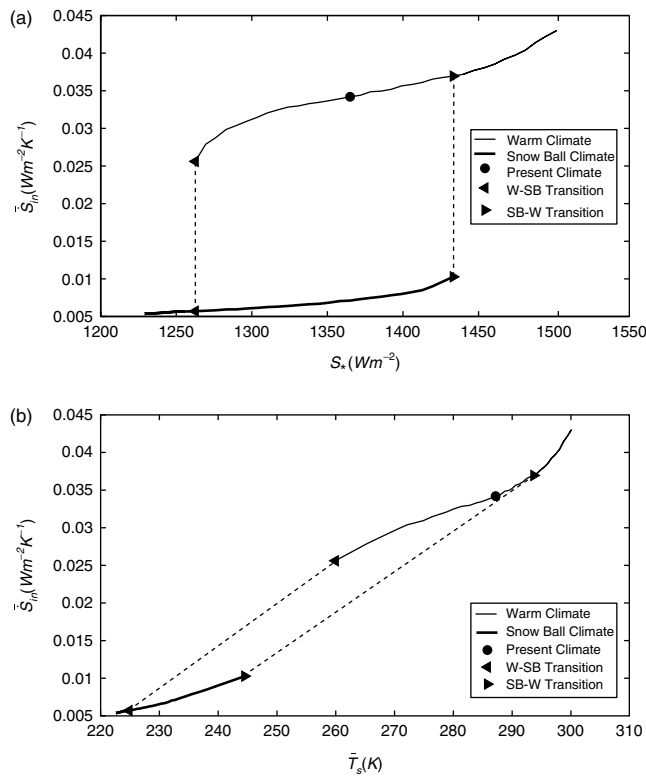 (a)
0.045
0.04
0.035
0.03
0.025
0.02
0.015
0.01
0.005
1200 1250 1300 1350 1400 1450 1500 1550
S̄̇in(Wm−2K−1)
S*(Wm−2)
Warm Climate
Snow Ball Climate
Present Climate
W-SB Transition
SB-W Transition
(b)
0.045
0.04
0.035
0.03
0.025
0.02
0.015
0.01
0.005
220 230 240 250 260 270 280 290 300 310
S̄̇in(Wm−2K−1)
T̄s(K)
Warm Climate
Snow Ball Climate
Present Climate
W-SB Transition
SB-W Transition